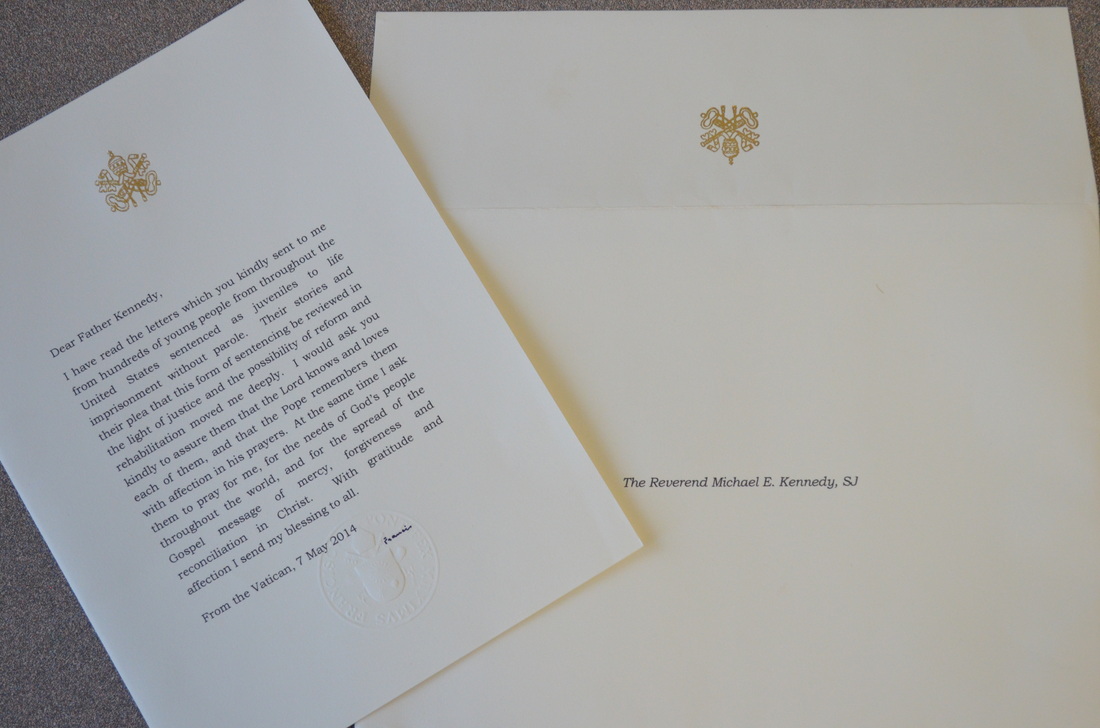 Dear Father Kennedy,
I have read the letters which you kindly sent to me
from hundreds of young people from throughout the
United States sentenced as juveniles to life
imprisonment without parole. Their stories and
their plea that this form of sentencing be reviewed in
the light of justice and the possibility of reform and
rehabilitation moved me deeply. I would ask you
kindly to assure them that the Lord knows and loves
each of them, and that the Pope remembers them
with affection in his prayers. At the same time I ask
them to pray for me, for the needs of God's people
throughout the world, and for the spread of the
Gospel message of mercy, forgiveness and
reconciliation in Christ. With gratitude and
affection I send my blessing to all.
From the Vatican, 7 May 2014
The Reverend Michael E. Kennedy, SJ